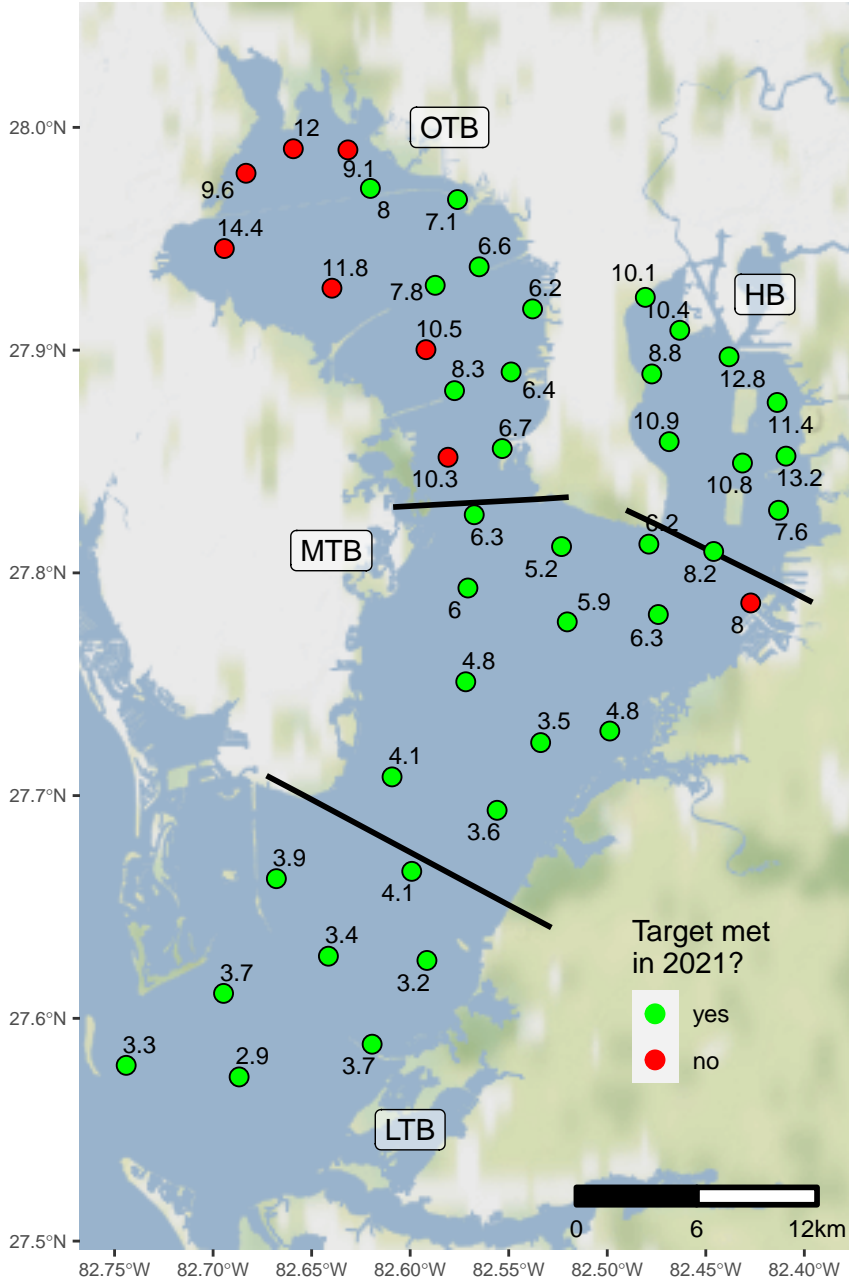 28.0°N
27.9°N
27.8°N
27.7°N
27.6°N
27.5°N
12
OTB
9.1
9.6
8
7.1
14.4
6.6
11.8
7.8
6.2
10.1
HB
10.4
10.5
8.3
8.8
12.8
6.4
11.4
6.7
10.9
10.3
10.8
13.2
6.3
6.2
7.6
MTB
5.2
8.2
6
5.9
6.3
8
4.8
3.5
4.8
4.1
3.6
3.9
4.1
3.4
3.2
3.7
3.3
2.9
3.7
LTB
Target met
in 2021?
yes
no
0 6 12km
82.75°W 82.70°W 82.65°W 82.60°W 82.55°W 82.50°W 82.45°W 82.40°W